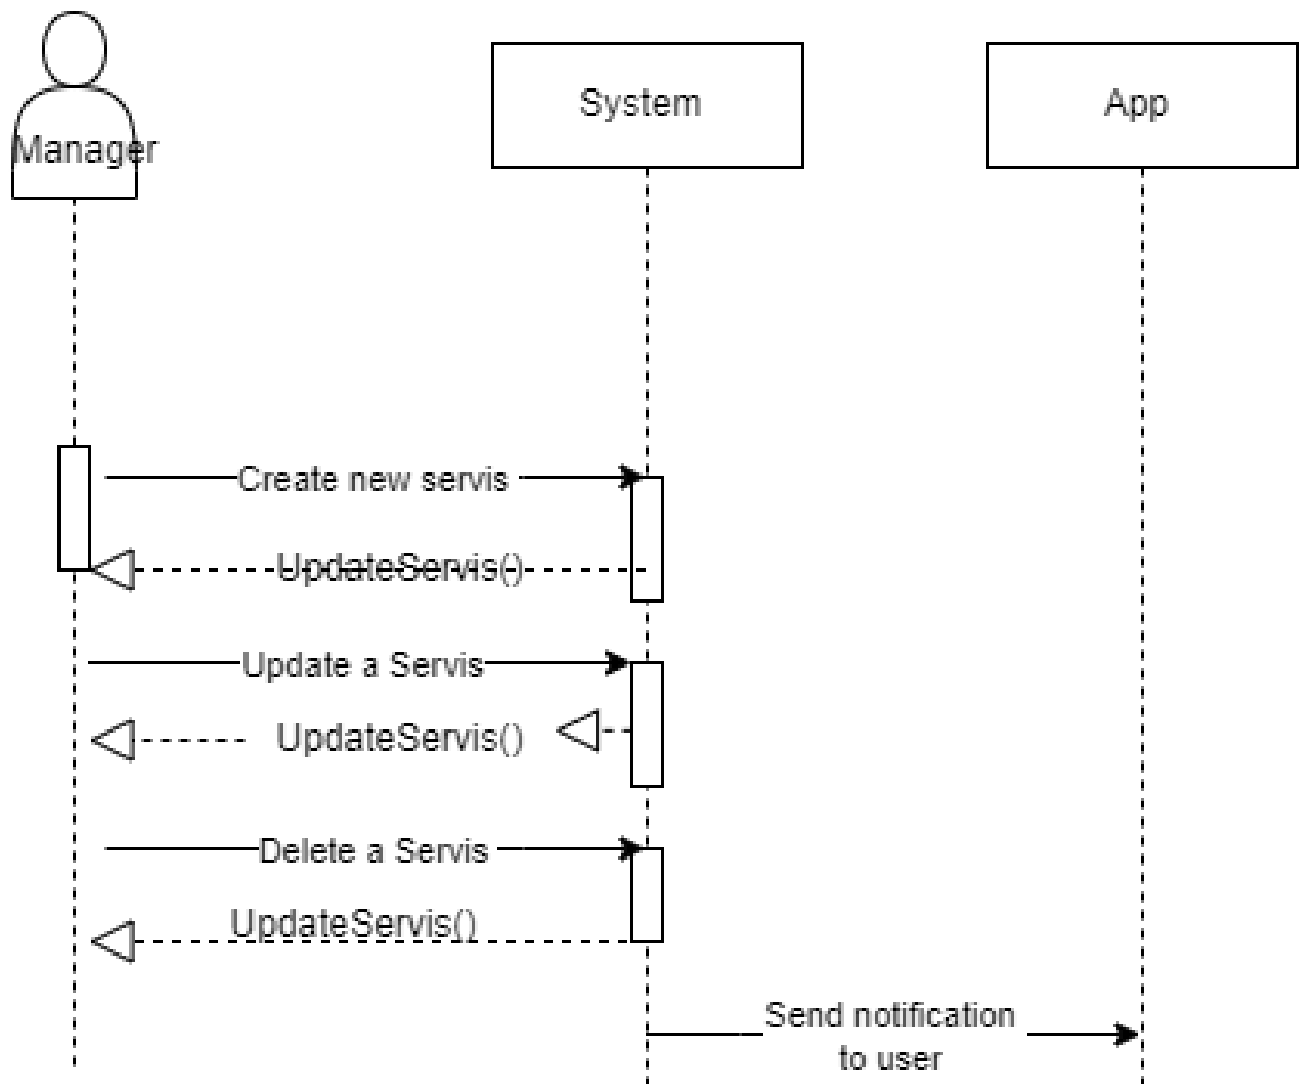 Manager
System
App
Create new servis
UpdateServis()
Update a Servis
UpdateServis()
Delete a Servis
UpdateServis()
Send notification
to user